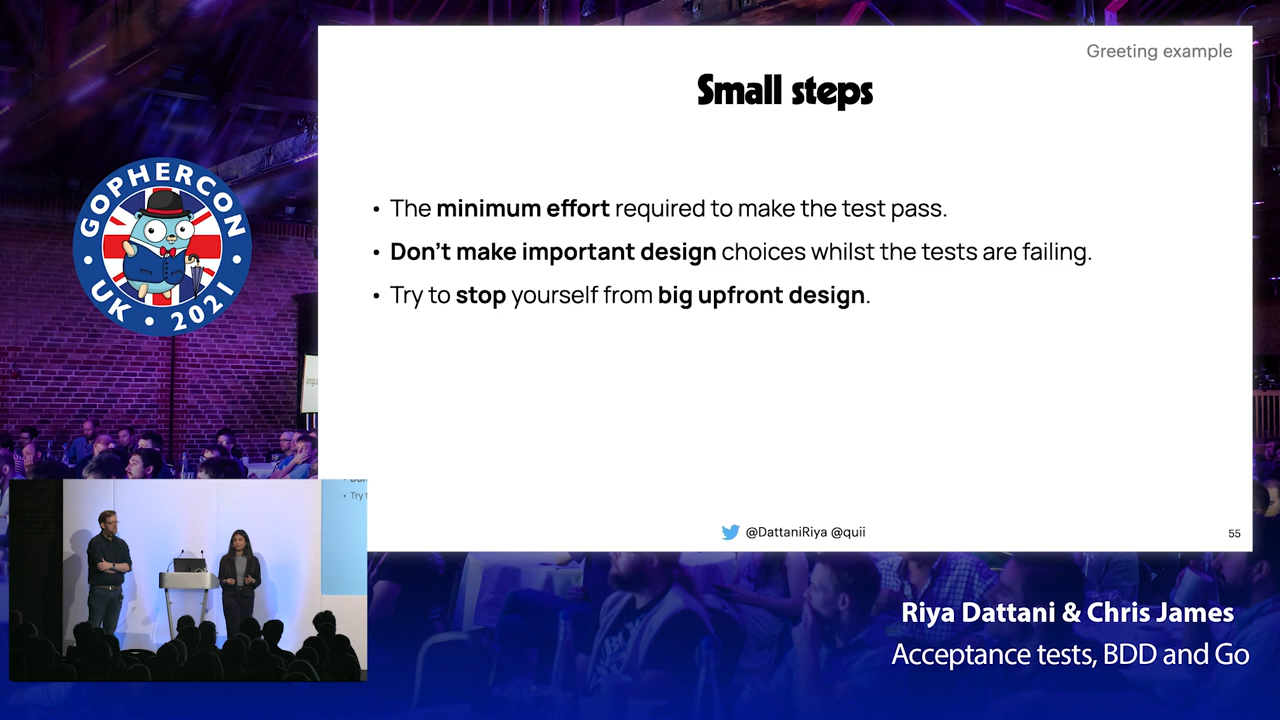 Greeting example
Small steps
• The minimum effort required to make the test pass.
• Don't make important design choices whilst the tests are failing.
• Try to stop yourself from big upfront design.
GOPHERCON
• UK • 2021 •
• Try t
@DattaniRiya @quii
55
Riya Dattani & Chris James
Acceptance tests, BDD and Go